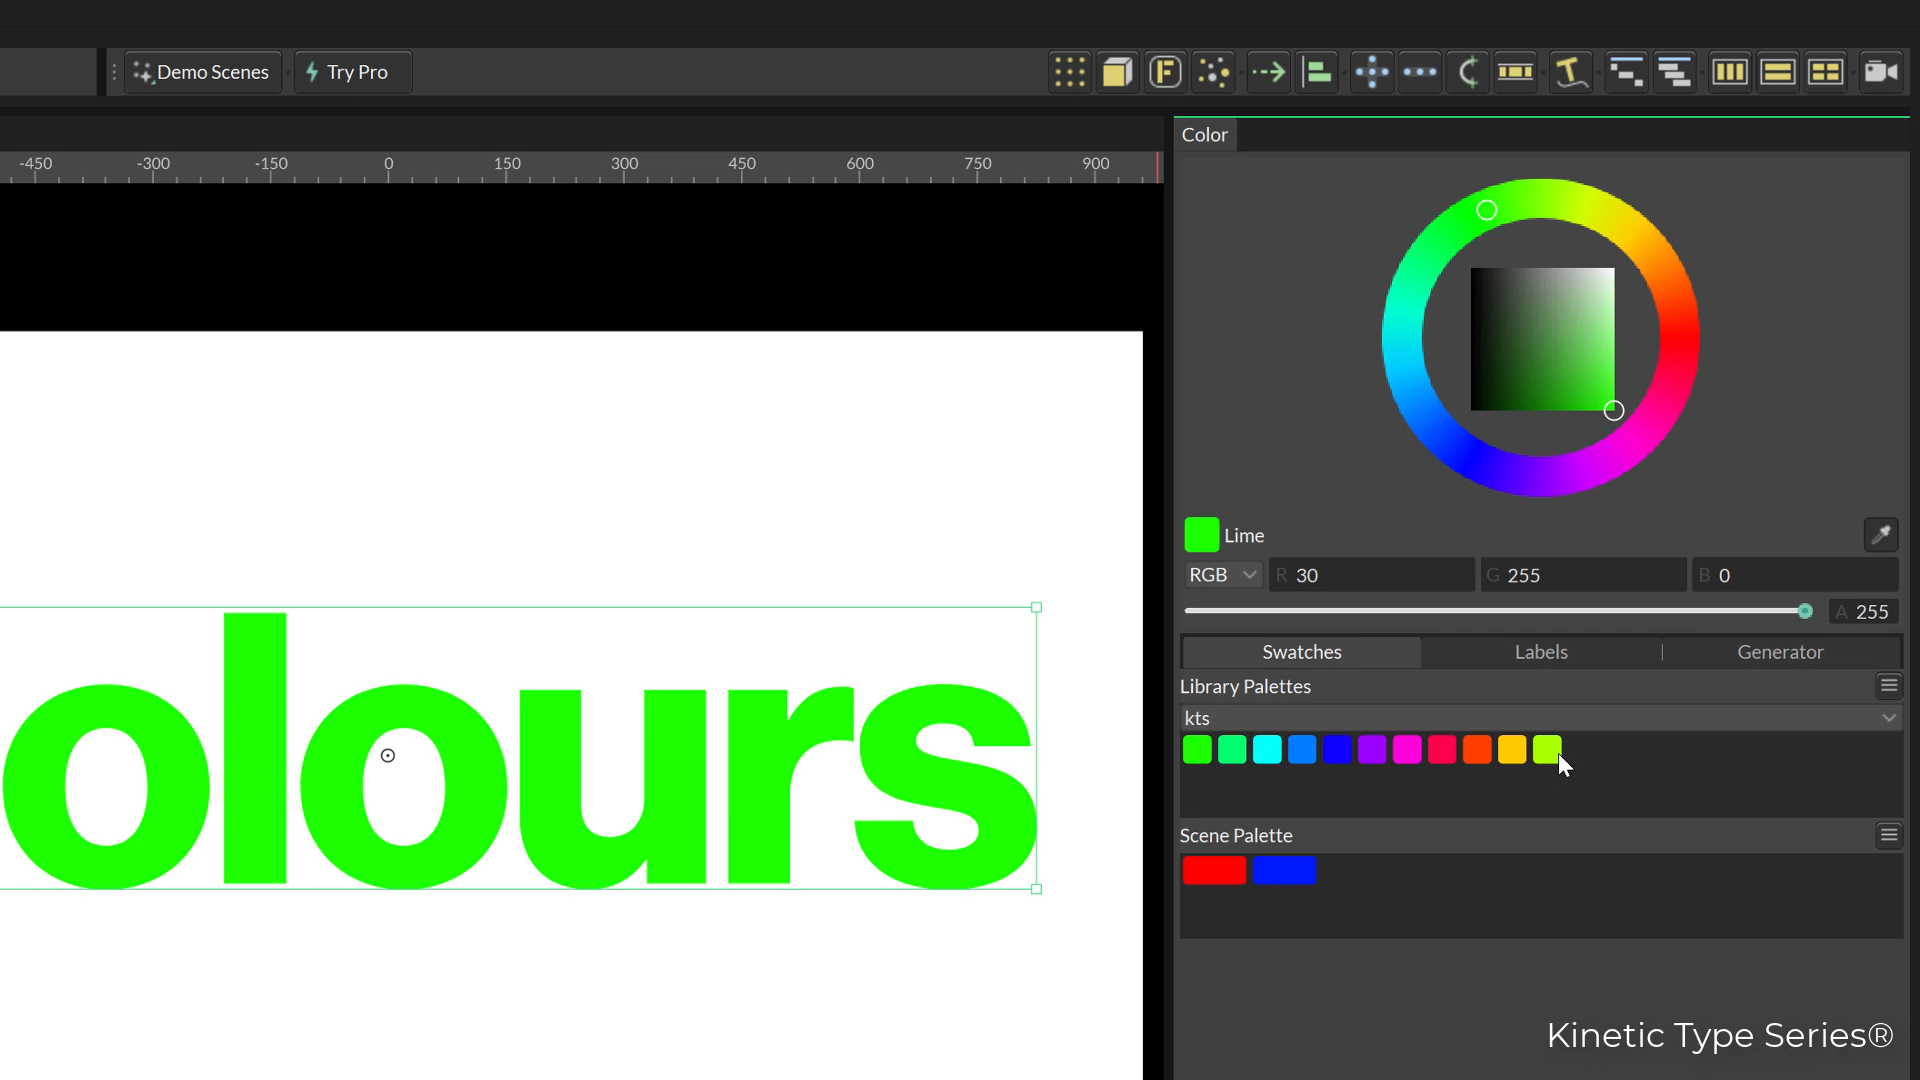 Demo Scenes
Try Pro
Color
-450 -300 -150 0 150 300 450 600 750 900
Lime
RGB R 30 G 255 B 0
A 255
Swatches Labels Generator
Library Palettes
kts
olours
Scene Palette
Kinetic Type Series®